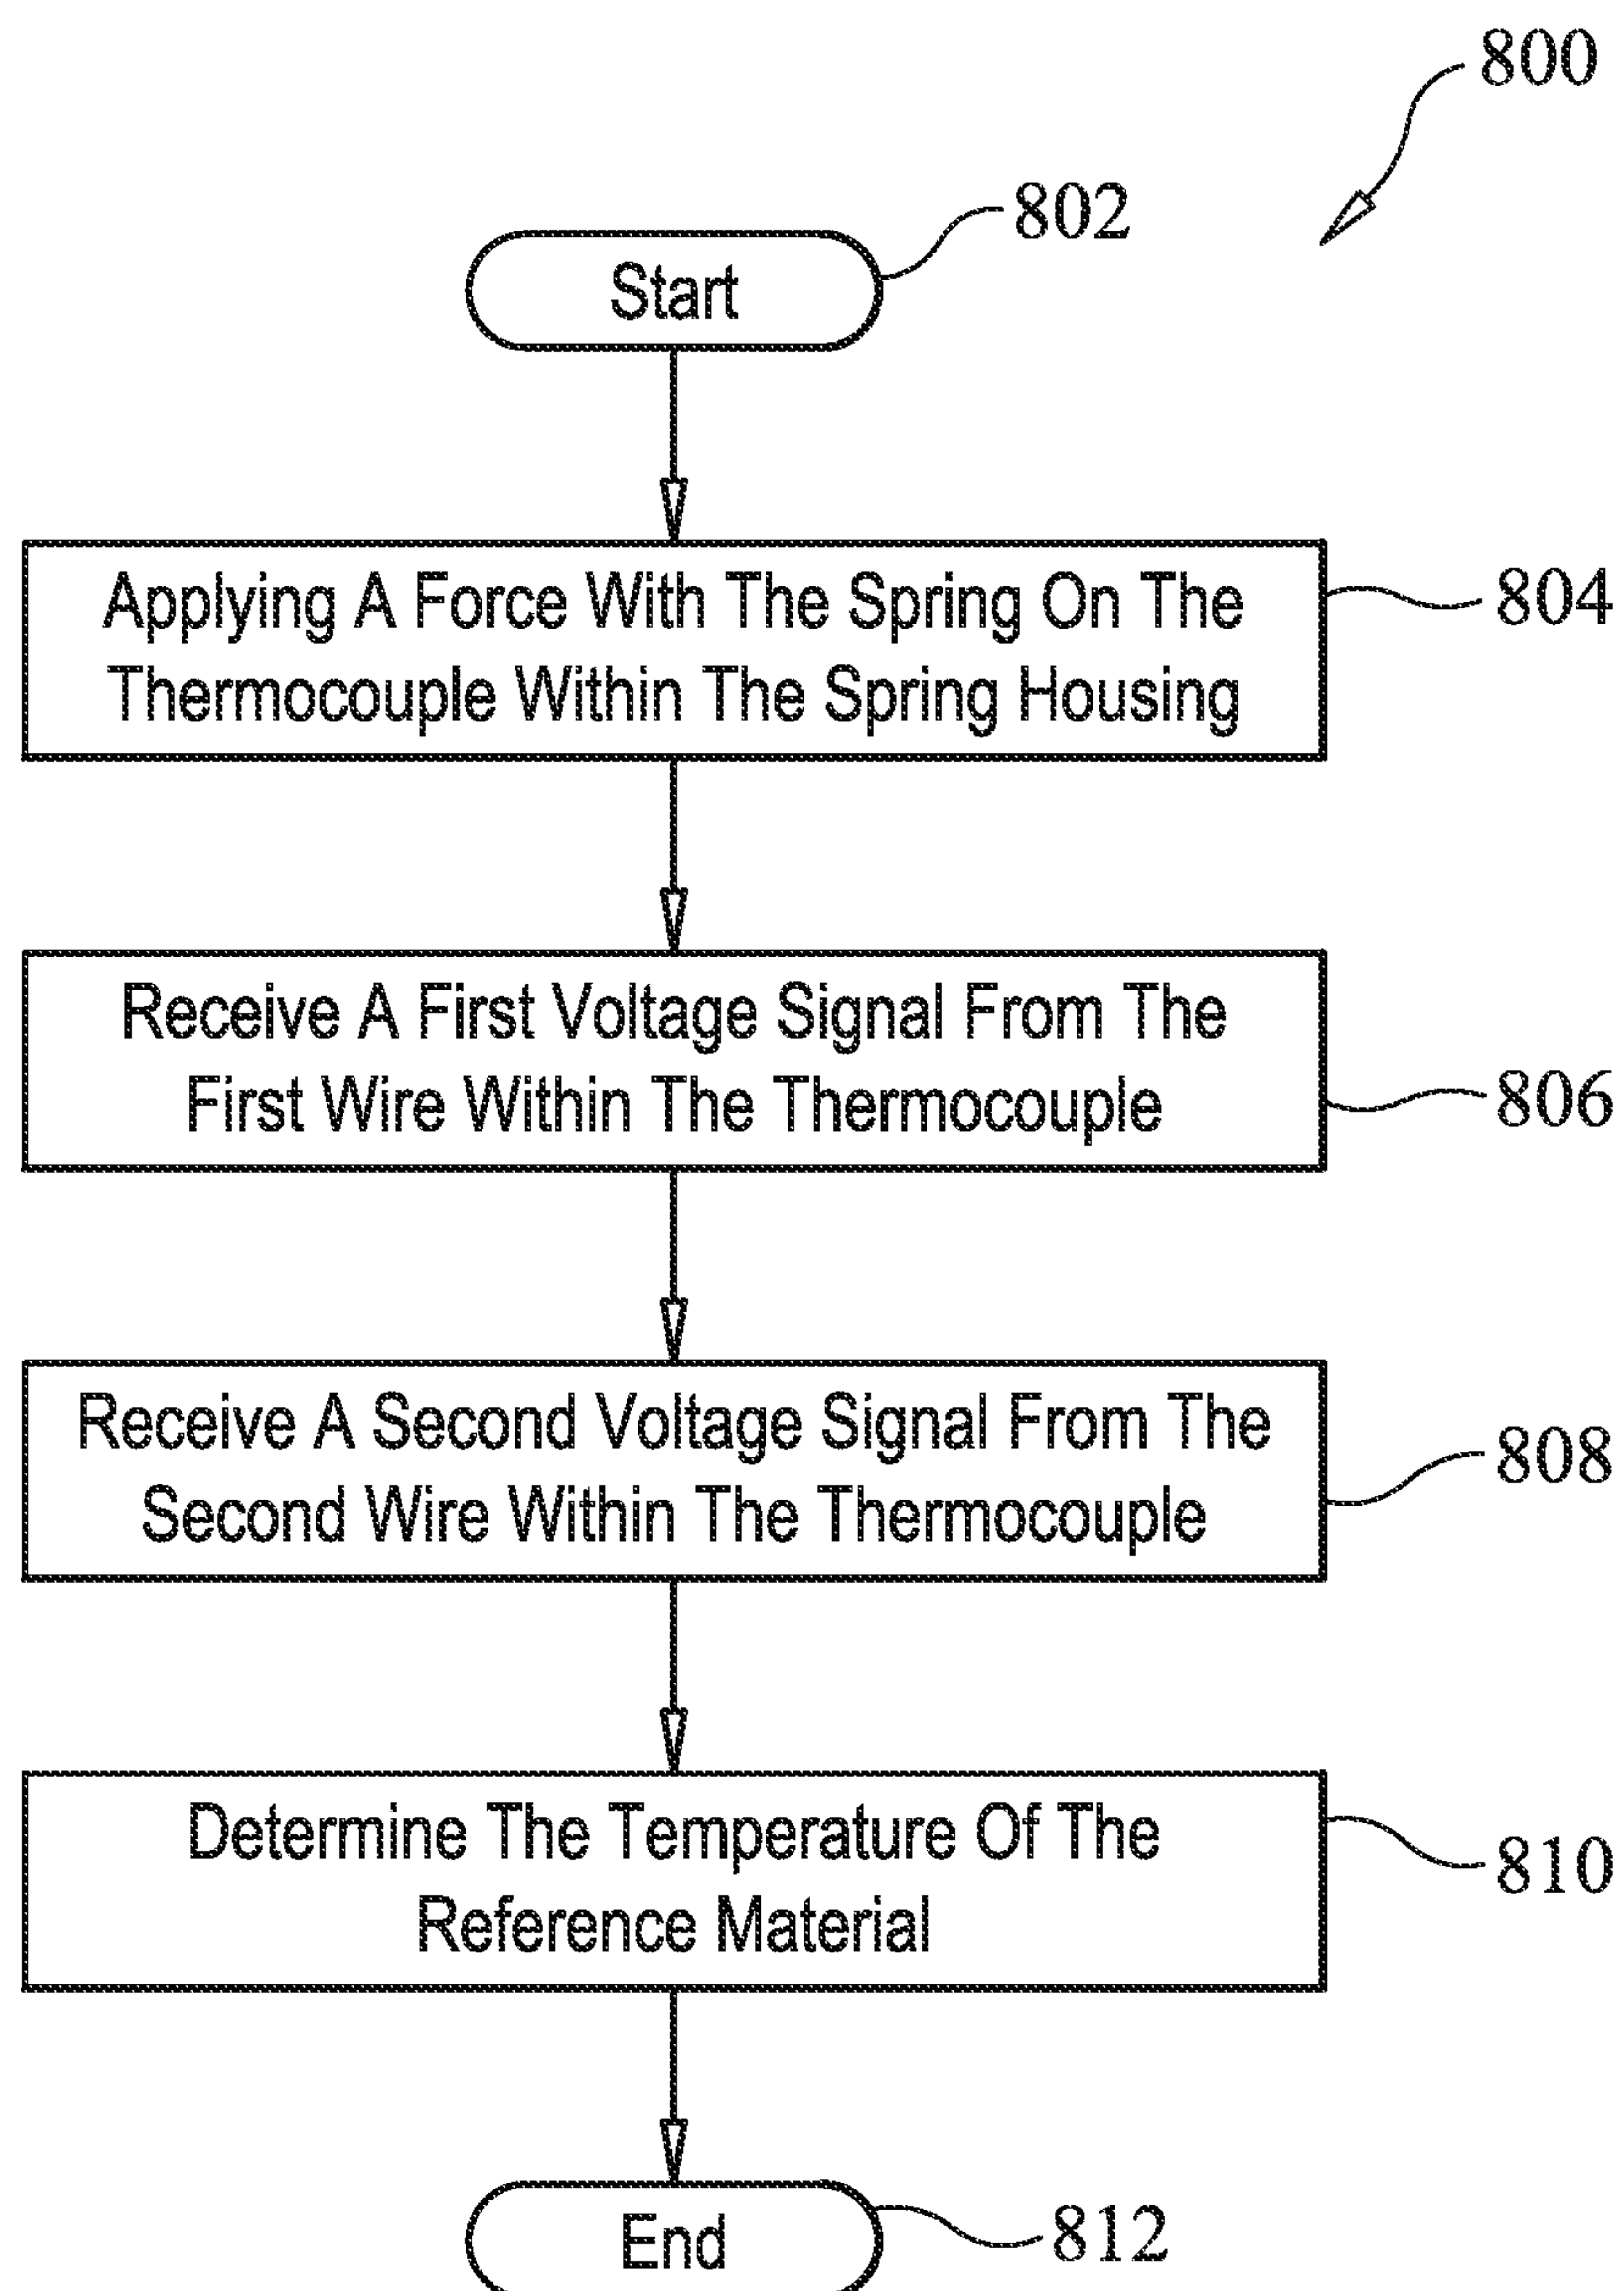 800
802
Start
Applying A Force With The Spring On The
Thermocouple Within The Spring Housing
804
Receive A First Voltage Signal From The
First Wire Within The Thermocouple
806
Receive A Second Voltage Signal From The
Second Wire Within The Thermocouple
808
Determine The Temperature Of The
Reference Material
810
End
812